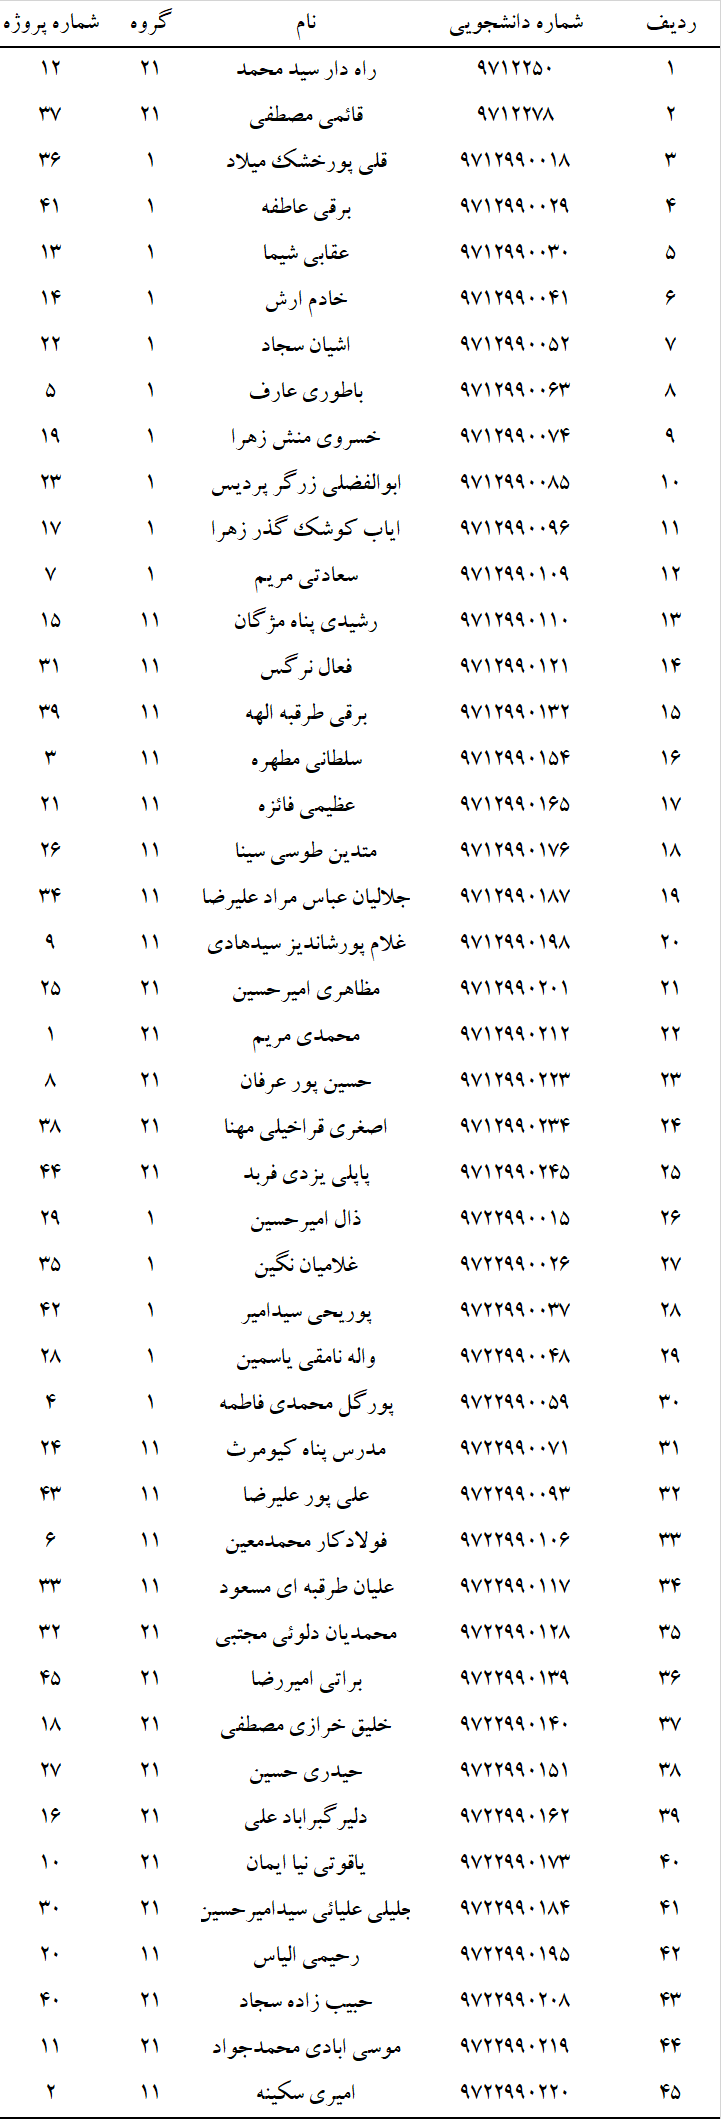 ردیف شماره دانشجویی نام گروه شماره پروژه
۱ ۹۷۱۲۲۵۰ راه دار سید محمد ۲۱ ۱۲
۲ ۹۷۱۲۲۷۸ قائمی مصطفی ۲۱ ۳۷
۳ ۹۷۱۲۹۹۰۰۱۸ قلی پورخشک میلاد ۱ ۳۶
۴ ۹۷۱۲۹۹۰۰۲۹ برقی عاطفه ۱ ۴۱
۵ ۹۷۱۲۹۹۰۰۳۰ عقابی شیما ۱ ۱۳
۶ ۹۷۱۲۹۹۰۰۴۱ خادم ارش ۱ ۱۴
۷ ۹۷۱۲۹۹۰۰۵۲ اشیان سجاد ۱ ۲۲
۸ ۹۷۱۲۹۹۰۰۶۳ باطوری عارف ۱ ۵
۹ ۹۷۱۲۹۹۰۰۷۴ خسروی منش زهرا ۱ ۱۹
۱۰ ۹۷۱۲۹۹۰۰۸۵ ابوالفضلی زرگر پردیس ۱ ۲۳
۱۱ ۹۷۱۲۹۹۰۰۹۶ ایاب کوشک گذر زهرا ۱ ۱۷
۱۲ ۹۷۱۲۹۹۰۱۰۹ سعادتی مریم ۱ ۷
۱۳ ۹۷۱۲۹۹۰۱۱۰ رشیدی پناه مژگان ۱۱ ۱۵
۱۴ ۹۷۱۲۹۹۰۱۲۱ فعال نرگس ۱۱ ۳۱
۱۵ ۹۷۱۲۹۹۰۱۳۲ برقی طرقبه الهه ۱۱ ۳۹
۱۶ ۹۷۱۲۹۹۰۱۵۴ سلطانی مطهره ۱۱ ۳
۱۷ ۹۷۱۲۹۹۰۱۶۵ عظیمی فائزه ۱۱ ۲۱
۱۸ ۹۷۱۲۹۹۰۱۷۶ متدین طوسی سینا ۱۱ ۲۶
۱۹ ۹۷۱۲۹۹۰۱۸۷ جلالیان عباس مراد علیرضا ۱۱ ۳۴
۲۰ ۹۷۱۲۹۹۰۱۹۸ غلام پورشاندیز سیدهادی ۱۱ ۹
۲۱ ۹۷۱۲۹۹۰۲۰۱ مظاهری امیرحسین ۲۱ ۲۵
۲۲ ۹۷۱۲۹۹۰۲۱۲ محمدی مریم ۲۱ ۱
۲۳ ۹۷۱۲۹۹۰۲۲۳ حسین پور عرفان ۲۱ ۸
۲۴ ۹۷۱۲۹۹۰۲۳۴ اصغری قراخیلی مهنا ۲۱ ۳۸
۲۵ ۹۷۱۲۹۹۰۲۴۵ پاپلی یزدی فربد ۲۱ ۴۴
۲۶ ۹۷۲۲۹۹۰۰۱۵ ذال امیرحسین ۱ ۲۹
۲۷ ۹۷۲۲۹۹۰۰۲۶ غلامیان نگین ۱ ۳۵
۲۸ ۹۷۲۲۹۹۰۰۳۷ پوریحی سیدامیر ۱ ۴۲
۲۹ ۹۷۲۲۹۹۰۰۴۸ واله نامقی یاسمین ۱ ۲۸
۳۰ ۹۷۲۲۹۹۰۰۵۹ پورگل محمدی فاطمه ۱ ۴
۳۱ ۹۷۲۲۹۹۰۰۷۱ مدرس پناه کیومرث ۱۱ ۲۴
۳۲ ۹۷۲۲۹۹۰۰۹۳ علی پور علیرضا ۱۱ ۴۳
۳۳ ۹۷۲۲۹۹۰۱۰۶ فولادکار محمدمعین ۱۱ ۶
۳۴ ۹۷۲۲۹۹۰۱۱۷ علیان طرقبه ای مسعود ۱۱ ۳۳
۳۵ ۹۷۲۲۹۹۰۱۲۸ محمدیان دلوئی مجتبی ۲۱ ۳۲
۳۶ ۹۷۲۲۹۹۰۱۳۹ براتی امیررضا ۲۱ ۴۵
۳۷ ۹۷۲۲۹۹۰۱۴۰ خلیق خرازی مصطفی ۲۱ ۱۸
۳۸ ۹۷۲۲۹۹۰۱۵۱ حیدری حسین ۲۱ ۲۷
۳۹ ۹۷۲۲۹۹۰۱۶۲ دلیرگبراباد علی ۲۱ ۱۶
۴۰ ۹۷۲۲۹۹۰۱۷۳ یاقوتی نیا ایمان ۲۱ ۱۰
۴۱ ۹۷۲۲۹۹۰۱۸۴ جلیلی علیائی سیدامیرحسین ۲۱ ۳۰
۴۲ ۹۷۲۲۹۹۰۱۹۵ رحیمی الیاس ۱۱ ۲۰
۴۳ ۹۷۲۲۹۹۰۲۰۸ حبیب زاده سجاد ۲۱ ۴۰
۴۴ ۹۷۲۲۹۹۰۲۱۹ موسی ابادی محمدجواد ۲۱ ۱۱
۴۵ ۹۷۲۲۹۹۰۲۲۰ امیری سکینه ۱۱ ۲